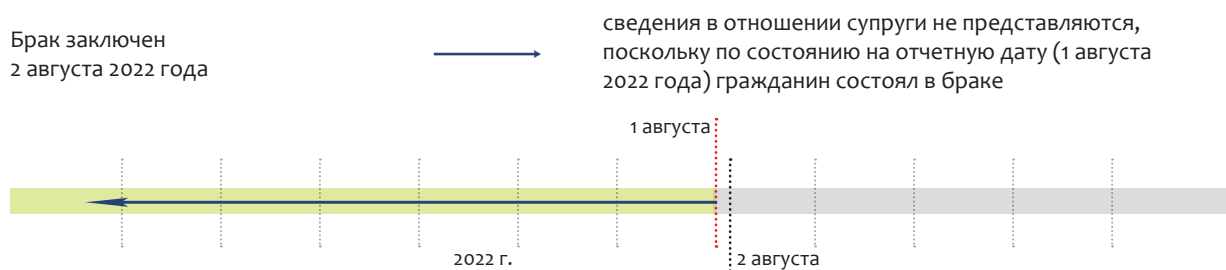 Брак заключен
2 августа 2022 года
сведения в отношении супруги не представляются,
поскольку по состоянию на отчетную дату (1 августа
2022 года) гражданин состоял в браке
1 августа
2022 г.
2 августа